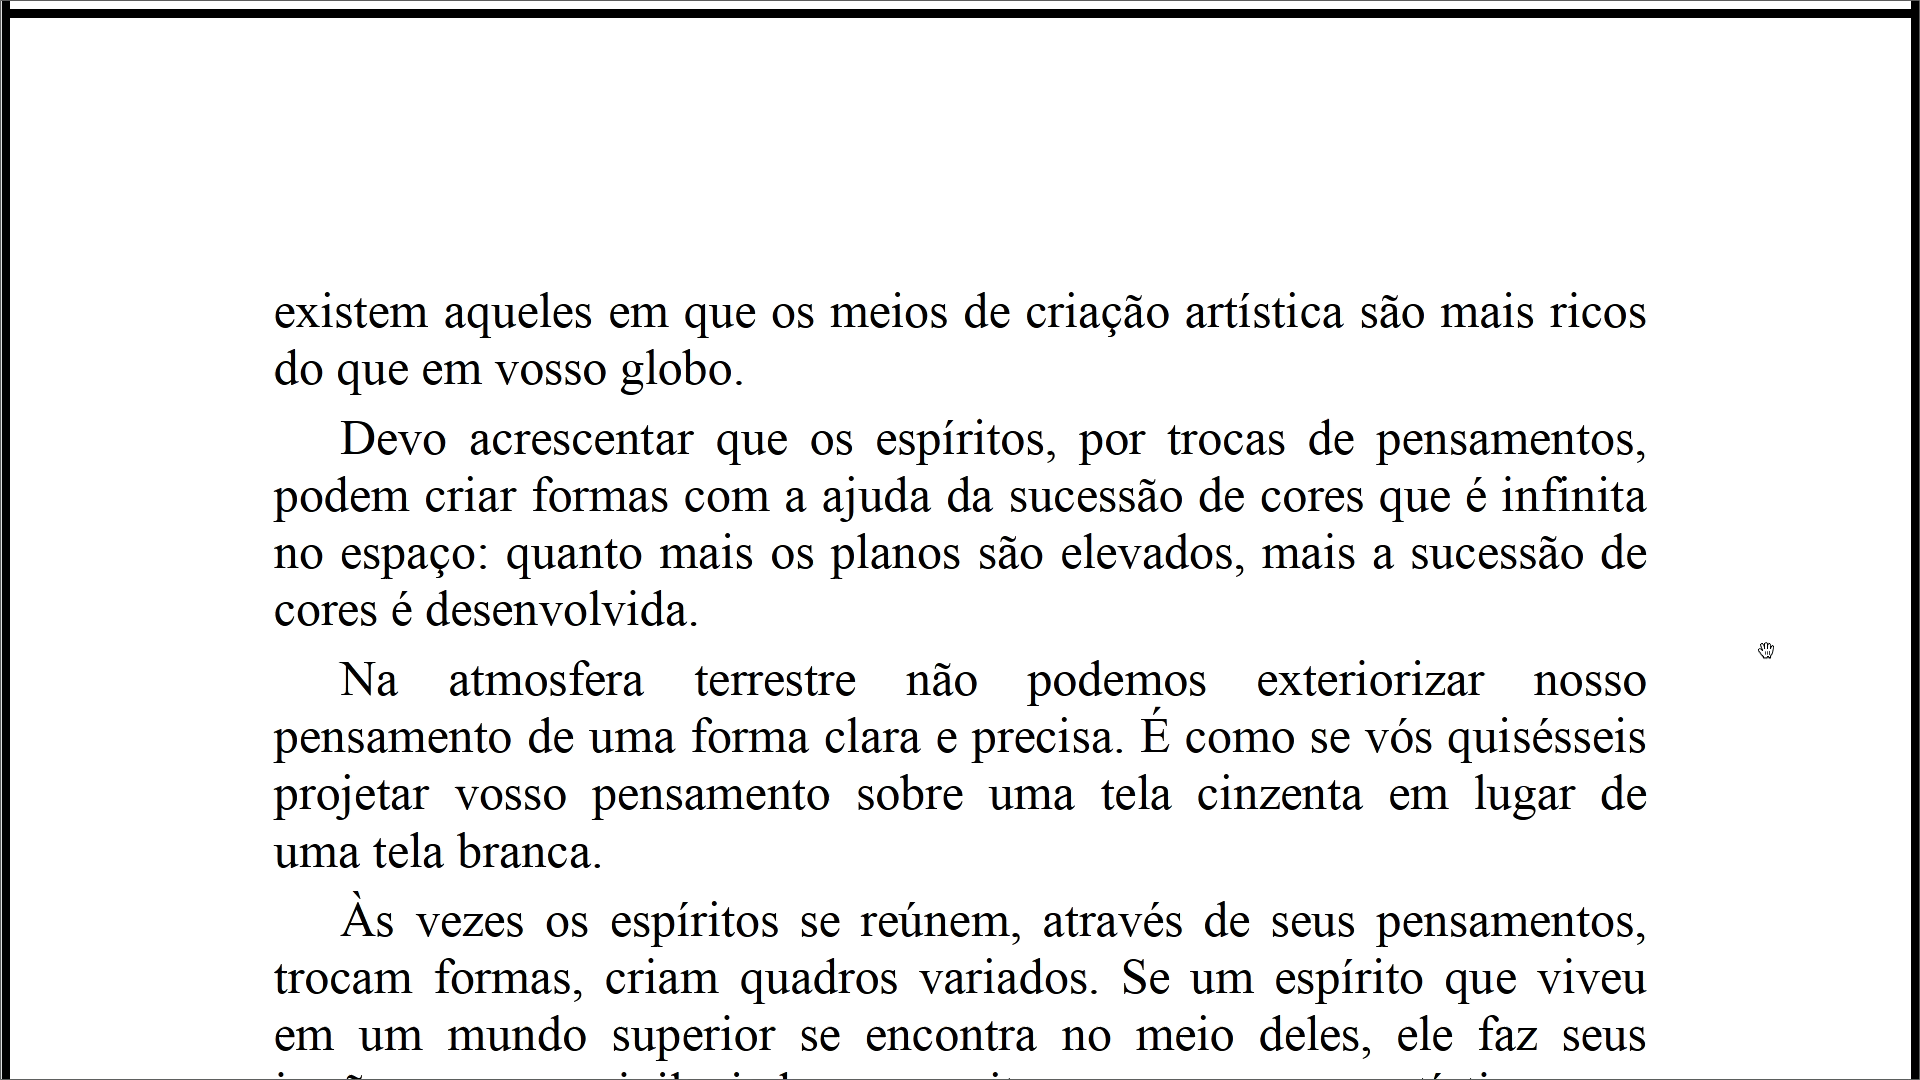 existem aqueles em que os meios de criação artística são mais ricos
do que em vosso globo.
Devo acrescentar que os espíritos, por trocas de pensamentos,
podem criar formas com a ajuda da sucessão de cores que é infinita
no espaço: quanto mais os planos são elevados, mais a sucessão de
cores é desenvolvida.
Na atmosfera terrestre não podemos exteriorizar nosso
pensamento de uma forma clara e precisa. É como se vós quisésseis
projetar vosso pensamento sobre uma tela cinzenta em lugar de
uma tela branca.
Às vezes os espíritos se reúnem, através de seus pensamentos,
trocam formas, criam quadros variados. Se um espírito que viveu
em um mundo superior se encontra no meio deles, ele faz seus